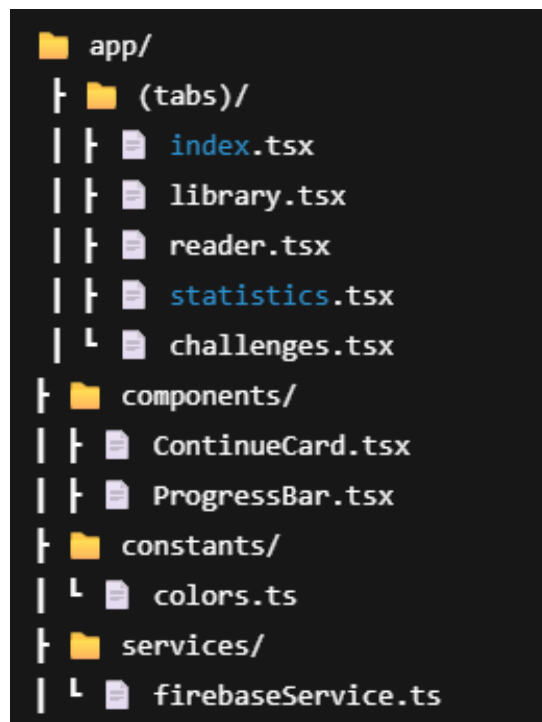 app/
(tabs)/
index.tsx
library.tsx
reader.tsx
statistics.tsx
challenges.tsx
components/
ContinueCard.tsx
ProgressBar.tsx
constants/
colors.ts
services/
firebaseService.ts